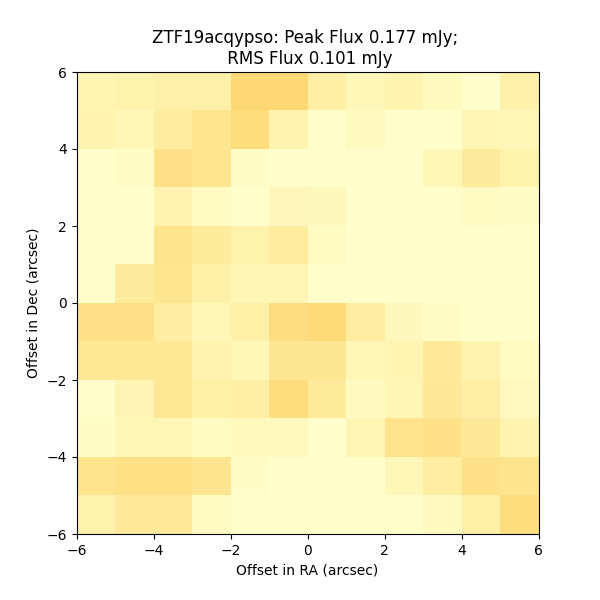 ZTF19acqypso: Peak Flux 0.177 mJy;
RMS Flux 0.101 mJy
6
4
2
0
−2
−4
−6
Offset in Dec (arcsec)
−6 −4 −2 0 2 4 6
Offset in RA (arcsec)